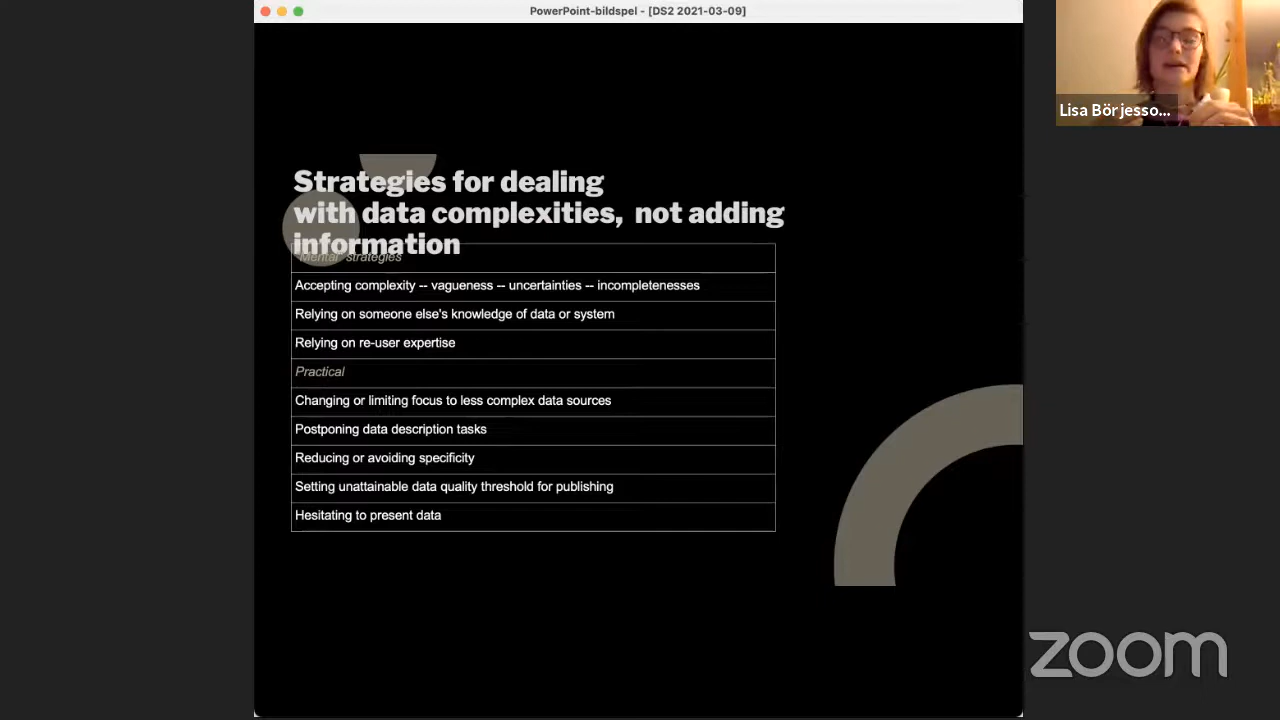 PowerPoint-bildspel - [DS2 2021-03-09]
Lisa Börjesso...
Strategies for dealing
with data complexities, not adding
information
Mental strategies
Accepting complexity -- vagueness -- uncertainties -- incompletenesses
Relying on someone else's knowledge of data or system
Relying on re-user expertise
Practical
Changing or limiting focus to less complex data sources
Postponing data description tasks
Reducing or avoiding specificity
Setting unattainable data quality threshold for publishing
Hesitating to present data
zoom